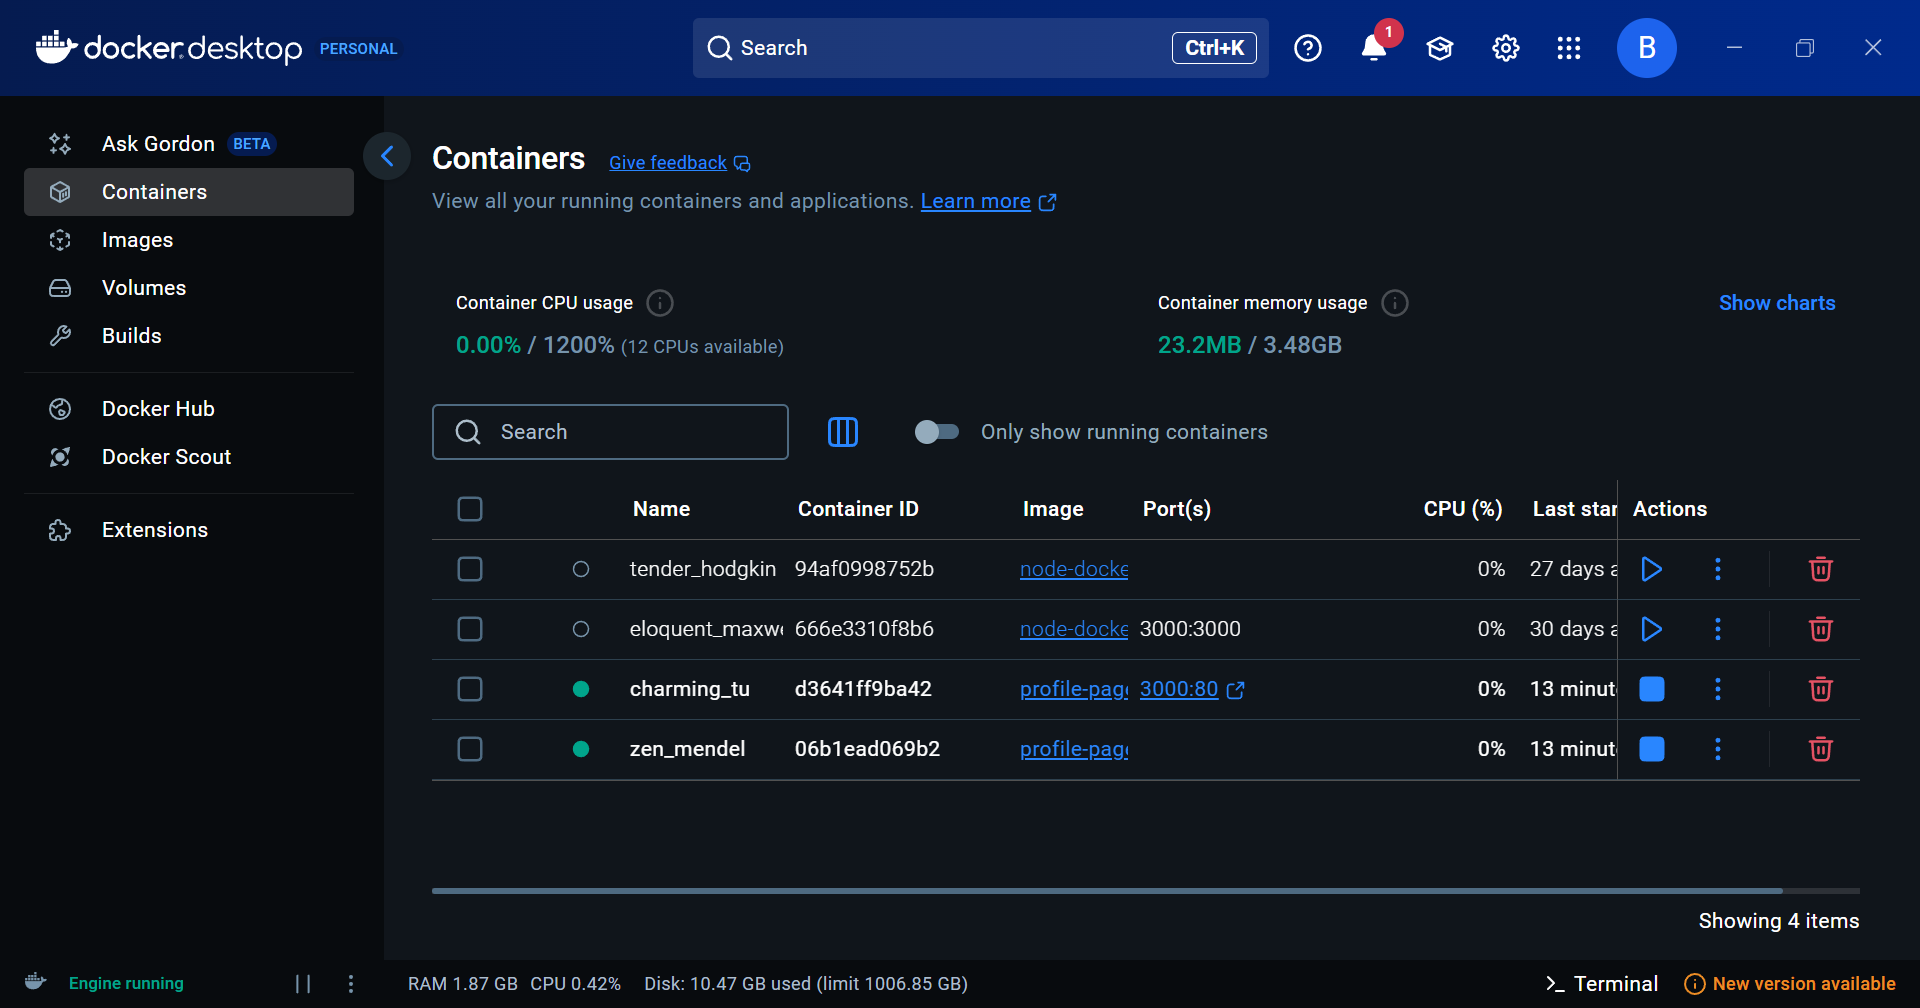 docker desktop PERSONAL
Search Ctrl+K
1
B
Ask Gordon BETA
Containers
Images
Volumes
Builds
Docker Hub
Docker Scout
Extensions
Containers Give feedback
View all your running containers and applications. Learn more
Container CPU usage
0.00% / 1200% (12 CPUs available)
Container memory usage
23.2MB / 3.48GB
Show charts
Search
Only show running containers
Name Container ID Image Port(s) CPU (%) Last star Actions
tender_hodgkin 94af0998752b node-docke 0% 27 days a
eloquent_maxwe 666e3310f8b6 node-docke 3000:3000 0% 30 days a
charming_tu d3641ff9ba42 profile-page 3000:80 0% 13 minut
zen_mendel 06b1ead069b2 profile-page 0% 13 minut
Showing 4 items
Engine running RAM 1.87 GB CPU 0.42% Disk: 10.47 GB used (limit 1006.85 GB) Terminal New version available